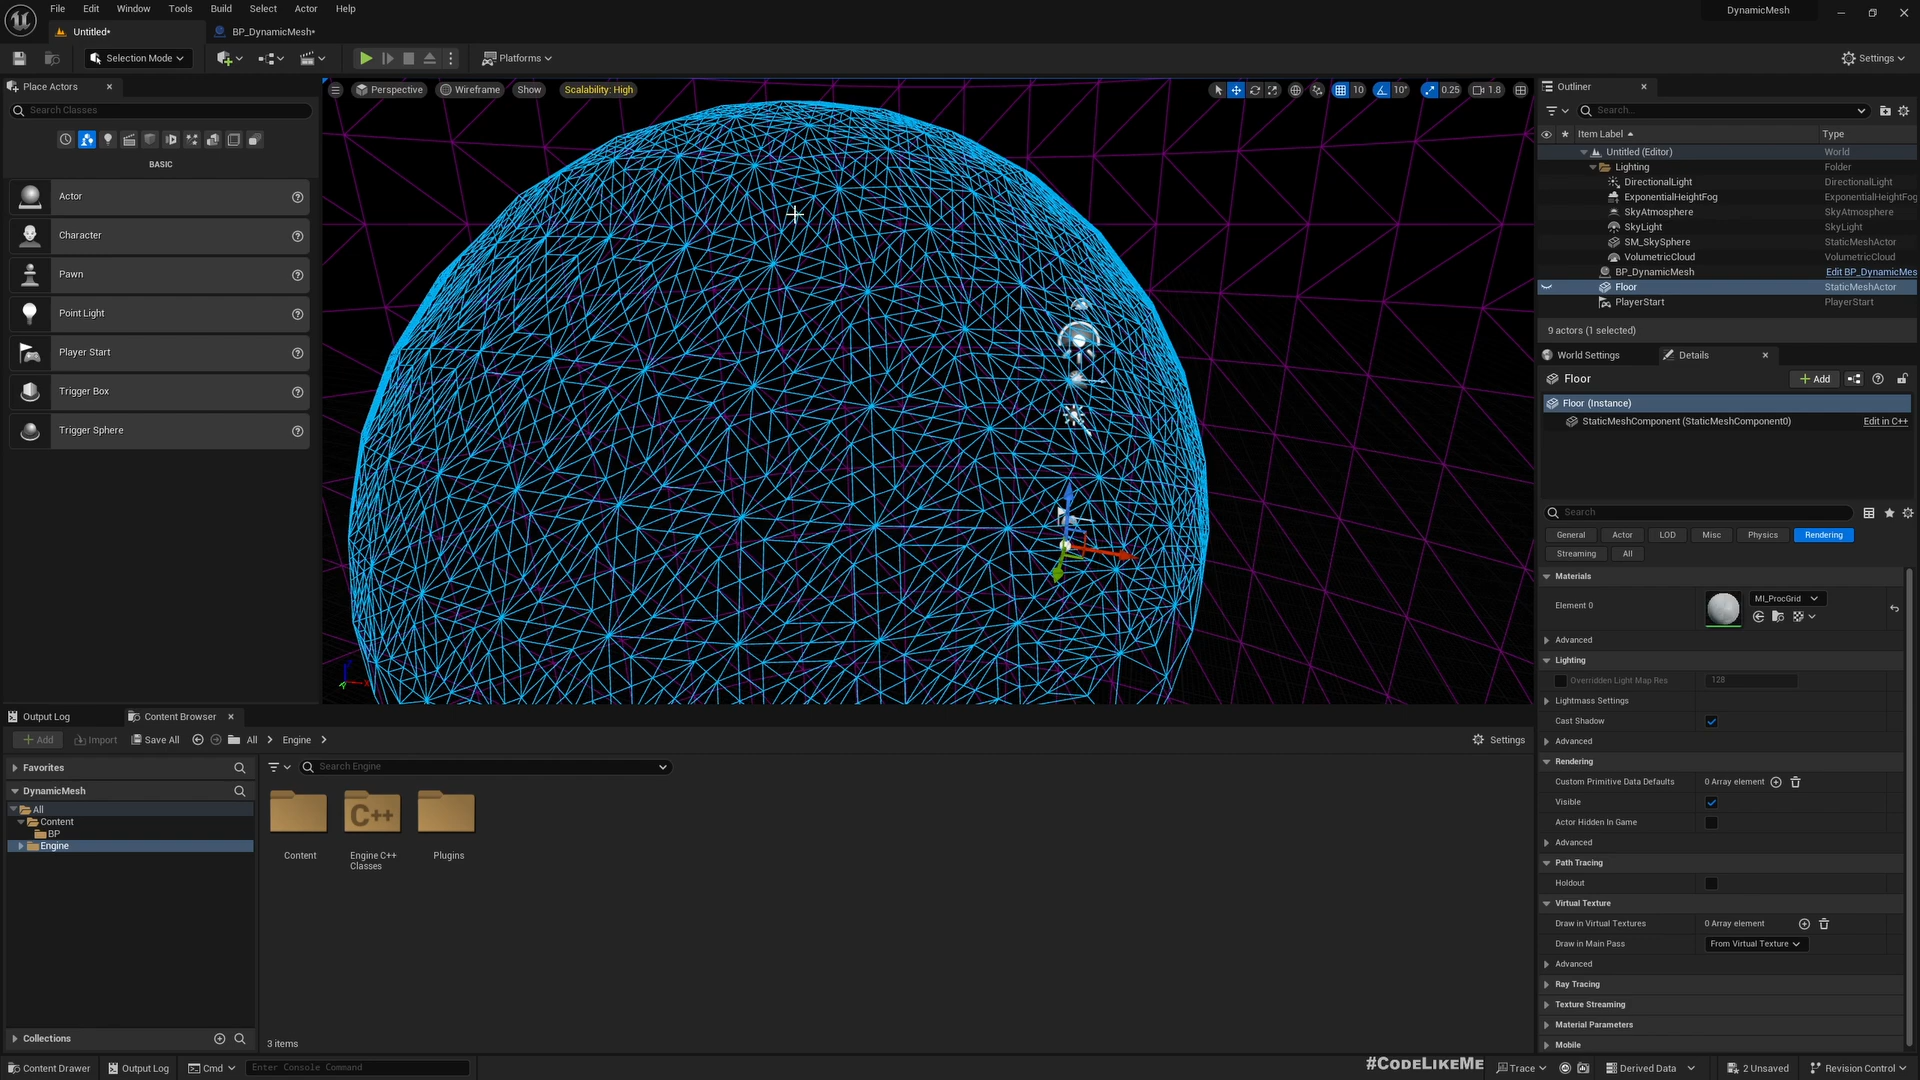 File Edit Window Tools Build Select Actor Help
DynamicMesh
Untitled*
BP_DynamicMesh*
Selection Mode
Platforms
Settings
Place Actors
Search Classes
BASIC
Actor
Character
Pawn
Point Light
Player Start
Trigger Box
Trigger Sphere
Perspective
Wireframe
Show
Scalability: High
10
10°
0.25
1.8
Outliner
Search...
Item Label
Type
Untitled (Editor) World
Lighting Folder
DirectionalLight DirectionalLight
ExponentialHeightFog ExponentialHeightFog
SkyAtmosphere SkyAtmosphere
SkyLight SkyLight
SM_SkySphere StaticMeshActor
VolumetricCloud VolumetricCloud
BP_DynamicMesh Edit BP_DynamicMes
Floor StaticMeshActor
PlayerStart PlayerStart
9 actors (1 selected)
World Settings
Details
Floor
Add
Floor (Instance)
StaticMeshComponent (StaticMeshComponent0)
Edit in C++
Search
General Actor LOD Misc Physics Rendering
Streaming All
Materials
Element 0
MI_ProcGrid
Advanced
Lighting
Overridden Light Map Res 128
Lightmass Settings
Cast Shadow
Advanced
Rendering
Custom Primitive Data Defaults 0 Array element
Visible
Actor Hidden In Game
Advanced
Path Tracing
Holdout
Virtual Texture
Draw in Virtual Textures 0 Array element
Draw in Main Pass From Virtual Texture
Advanced
Ray Tracing
Texture Streaming
Material Parameters
Mobile
Output Log
Content Browser
Add
Import
Save All
All
Engine
Settings
Favorites
DynamicMesh
All
Content
BP
Engine
Collections
Search Engine
C++
Content
Engine C++
Classes
Plugins
3 items
#CodeLikeMe
Content Drawer
Output Log
Cmd
Enter Console Command
Trace
Derived Data
2 Unsaved
Revision Control